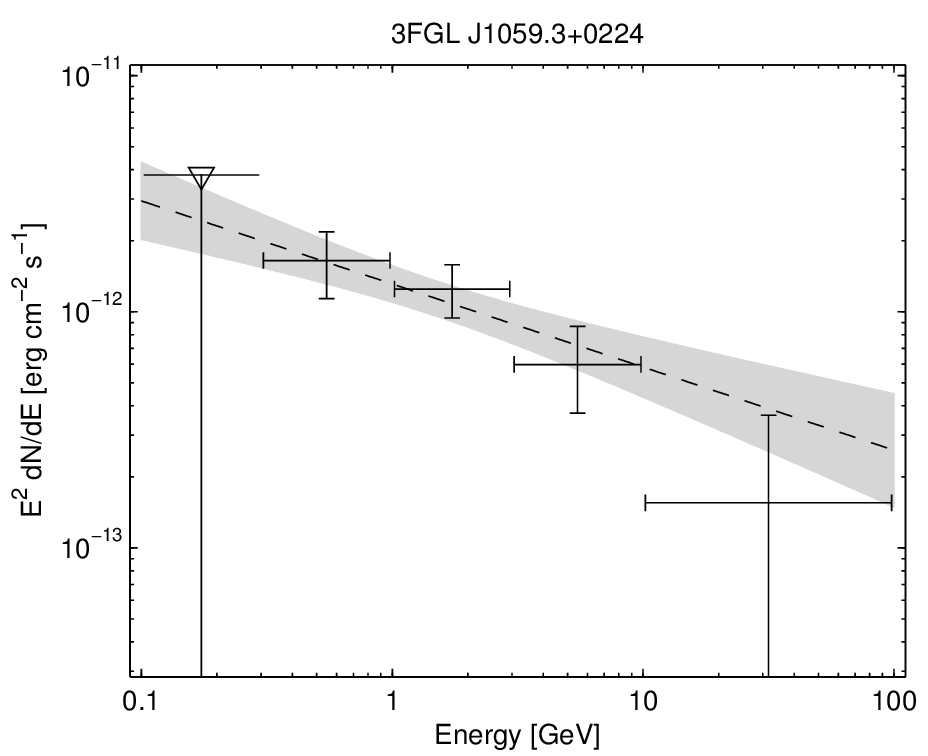 3FGL J1059.3+0224
10⁻¹¹
10⁻¹²
10⁻¹³
E² dN/dE [erg cm⁻² s⁻¹]
0.1 1 10 100
Energy [GeV]